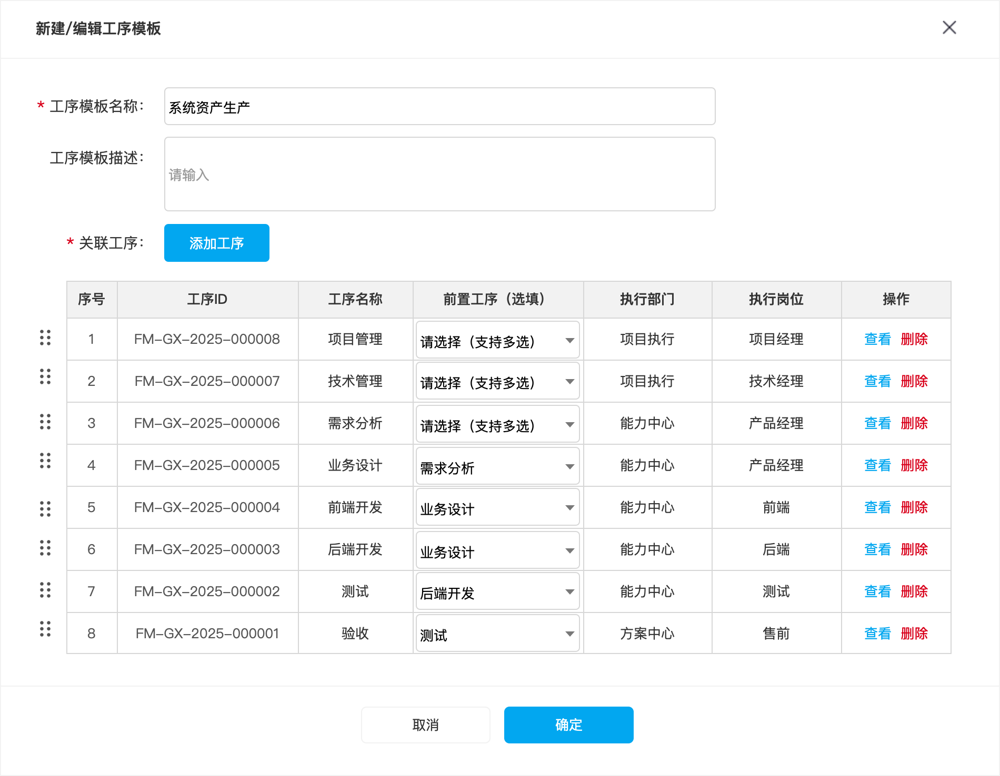 新建/编辑工序模板
* 工序模板名称： 系统资产生产
工序模板描述： 请输入
* 关联工序： 添加工序
序号 工序ID 工序名称 前置工序（选填） 执行部门 执行岗位 操作
1 FM-GX-2025-000008 项目管理 请选择（支持多选） 项目执行 项目经理 查看 删除
2 FM-GX-2025-000007 技术管理 请选择（支持多选） 项目执行 技术经理 查看 删除
3 FM-GX-2025-000006 需求分析 请选择（支持多选） 能力中心 产品经理 查看 删除
4 FM-GX-2025-000005 业务设计 需求分析 能力中心 产品经理 查看 删除
5 FM-GX-2025-000004 前端开发 业务设计 能力中心 前端 查看 删除
6 FM-GX-2025-000003 后端开发 业务设计 能力中心 后端 查看 删除
7 FM-GX-2025-000002 测试 后端开发 能力中心 测试 查看 删除
8 FM-GX-2025-000001 验收 测试 方案中心 售前 查看 删除
取消 确定